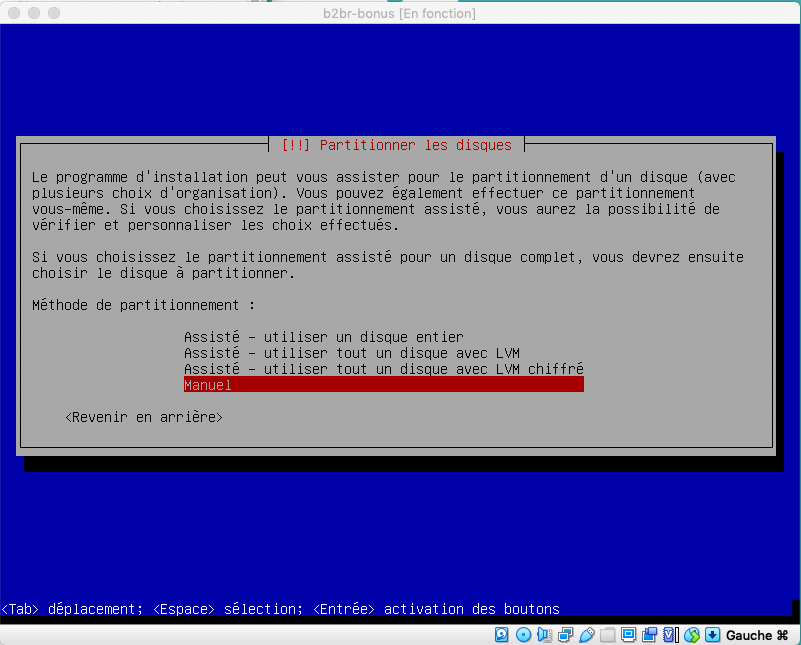 b2br-bonus [En fonction]
[!!] Partitionner les disques
Le programme d'installation peut vous assister pour le partitionnement d'un disque (avec
plusieurs choix d'organisation). Vous pouvez également effectuer ce partitionnement
vous-même. Si vous choisissez le partitionnement assisté, vous aurez la possibilité de
vérifier et personnaliser les choix effectués.
Si vous choisissez le partitionnement assisté pour un disque complet, vous devrez ensuite
choisir le disque à partitionner.
Méthode de partitionnement :
Assisté - utiliser un disque entier
Assisté - utiliser tout un disque avec LVM
Assisté - utiliser tout un disque avec LVM chiffré
Manuel
<Revenir en arrière>
<Tab> déplacement; <Espace> sélection; <Entrée> activation des boutons
Gauche ⌘